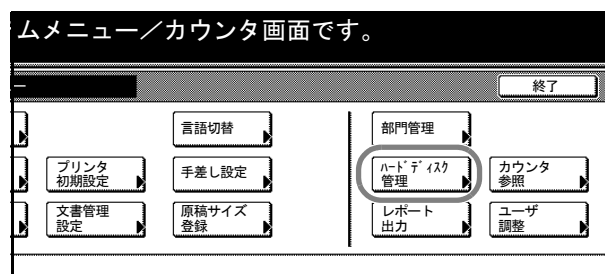 ムメニュー／カウンタ画面です。
ー
終了
言語切替
部門管理
プリンタ
初期設定
手差し設定
ﾊｰﾄﾞﾃﾞｨｽｸ
管理
カウンタ
参照
文書管理
設定
原稿サイズ
登録
レポート
出力
ユーザ
調整